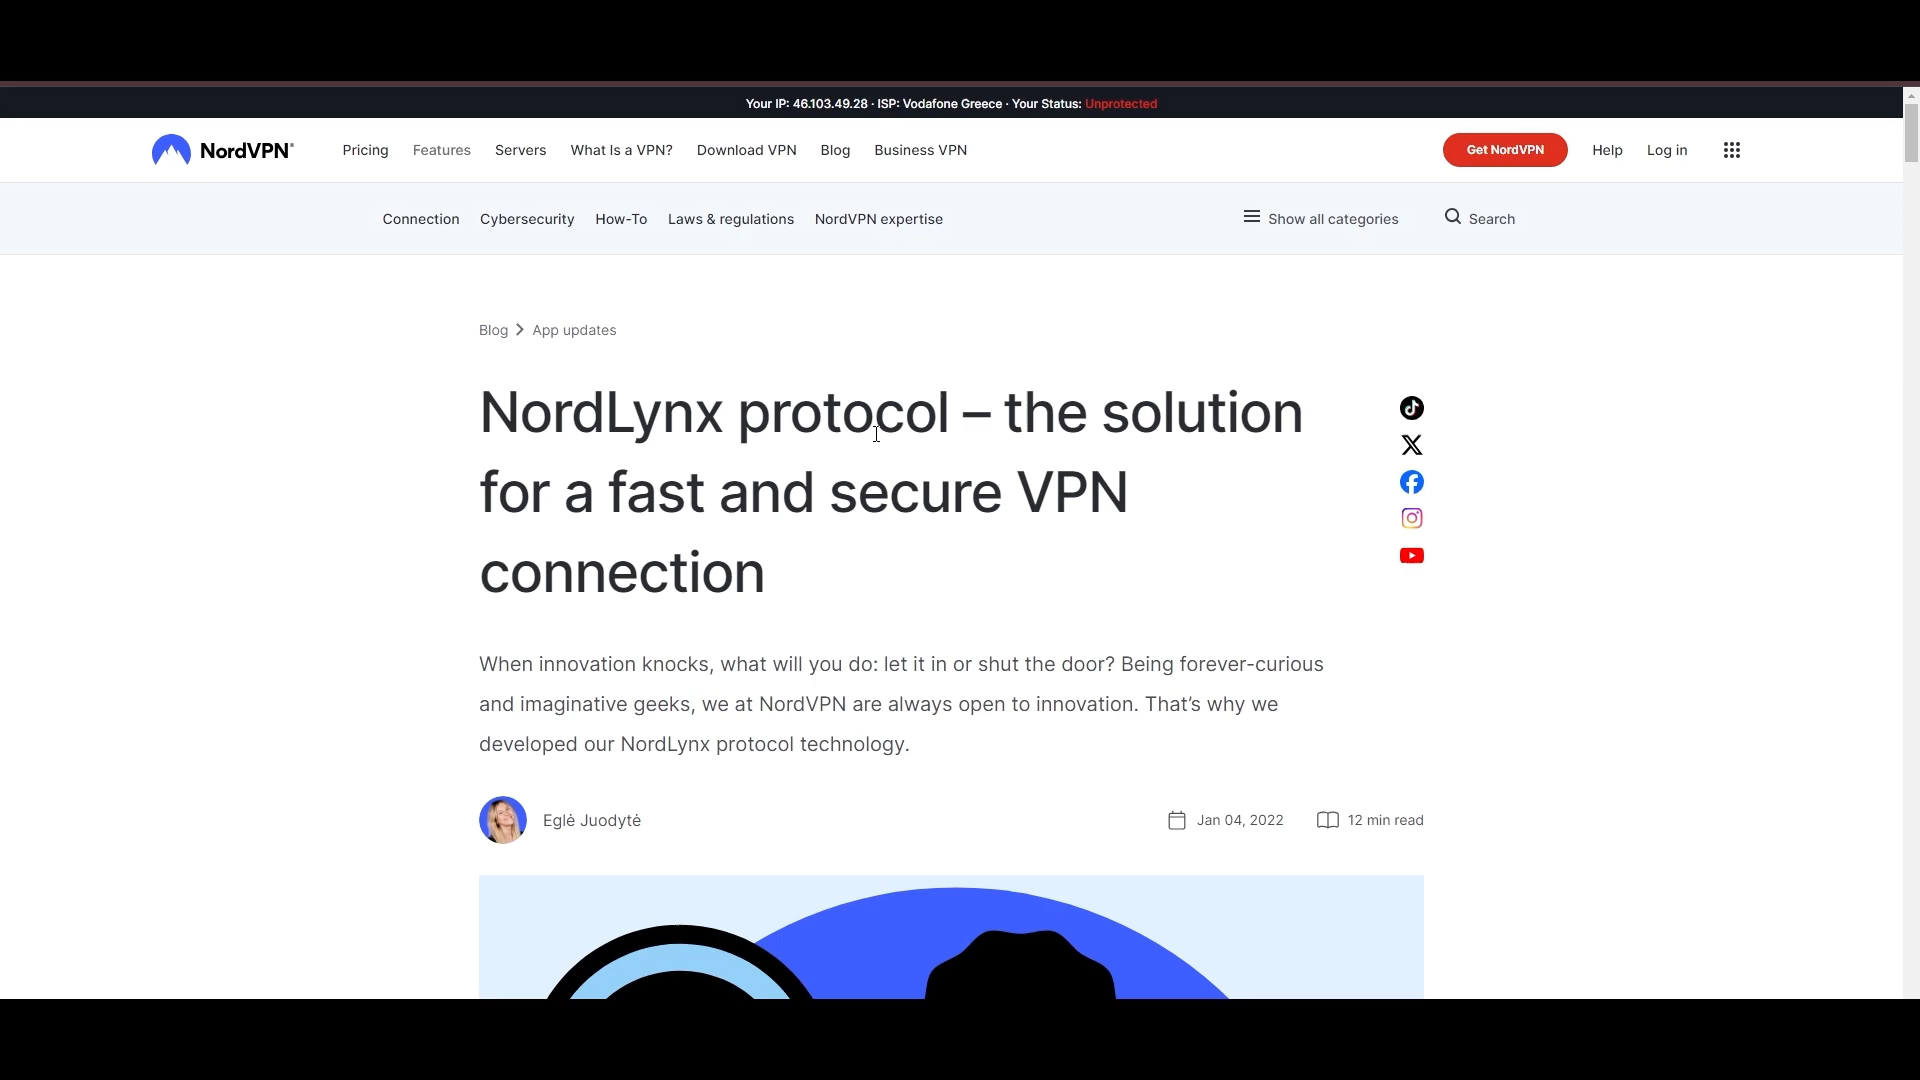 Your IP: 46.103.49.28 · ISP: Vodafone Greece · Your Status: Unprotected
NordVPN®
Pricing
Features
Servers
What Is a VPN?
Download VPN
Blog
Business VPN
Get NordVPN
Help
Log in
Connection
Cybersecurity
How-To
Laws & regulations
NordVPN expertise
Show all categories
Search
Blog
App updates
NordLynx protocol – the solution
for a fast and secure VPN
connection
When innovation knocks, what will you do: let it in or shut the door? Being forever-curious
and imaginative geeks, we at NordVPN are always open to innovation. That’s why we
developed our NordLynx protocol technology.
Eglė Juodytė
Jan 04, 2022
12 min read